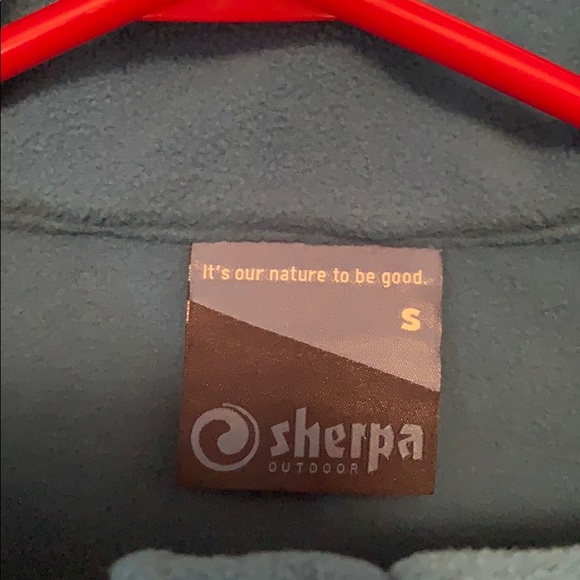 It's our nature to be good.
S
sherpa
OUTDOOR